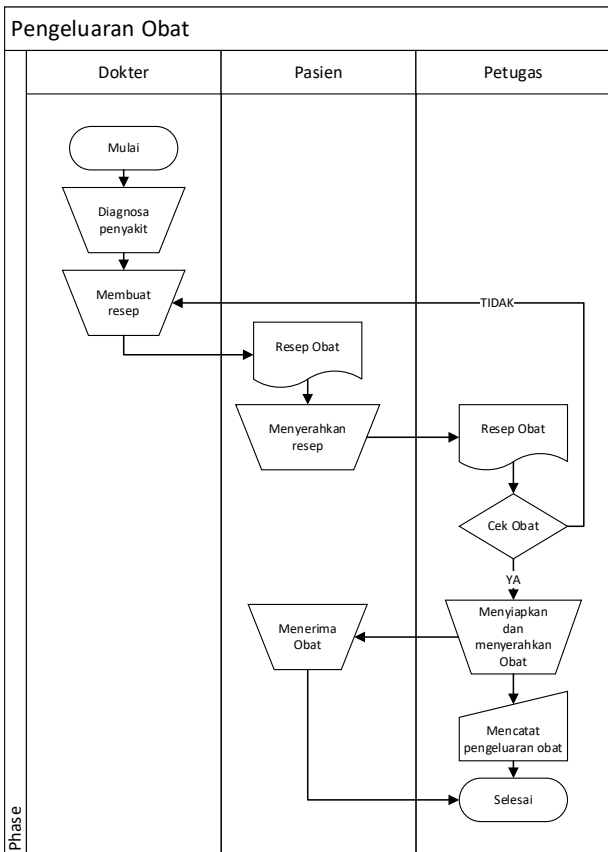 Pengeluaran Obat
Dokter
Pasien
Petugas
Mulai
Diagnosa
penyakit
Membuat
resep
TIDAK
Resep Obat
Menyerahkan
resep
Resep Obat
Cek Obat
YA
Menyiapkan
dan
menyerahkan
Obat
Menerima
Obat
Mencatat
pengeluaran obat
Selesai
Phase